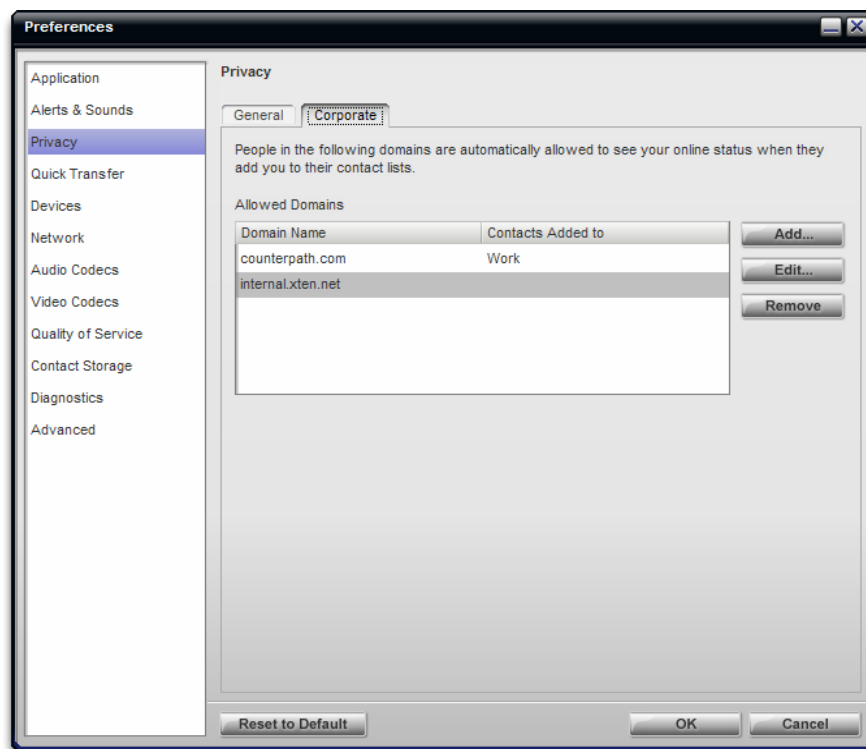 Preferences
Application
Alerts & Sounds
Privacy
Quick Transfer
Devices
Network
Audio Codecs
Video Codecs
Quality of Service
Contact Storage
Diagnostics
Advanced
Privacy
General Corporate
People in the following domains are automatically allowed to see your online status when they
add you to their contact lists.
Allowed Domains
Domain Name Contacts Added to
counterpath.com Work
internal.xten.net
Add...
Edit...
Remove
Reset to Default OK Cancel